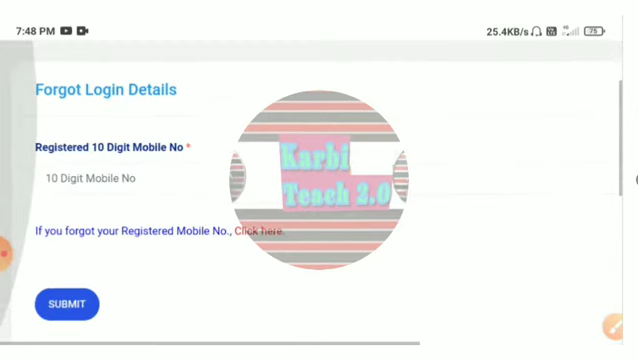 7:48 PM
25.4KB/s 4G 75
Forgot Login Details
Registered 10 Digit Mobile No *
10 Digit Mobile No
If you forgot your Registered Mobile No., Click here.
SUBMIT
Karbi
Teach 2.0